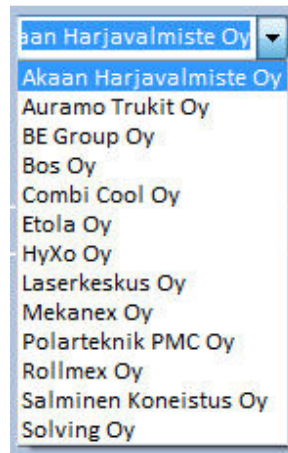 aan Harjavalmiste Oy
Akaan Harjavalmiste Oy
Auramo Trukit Oy
BE Group Oy
Bos Oy
Combi Cool Oy
Etola Oy
HyXo Oy
Laserkeskus Oy
Mekanex Oy
Polarteknik PMC Oy
Rollmex Oy
Salminen Koneistus Oy
Solving Oy